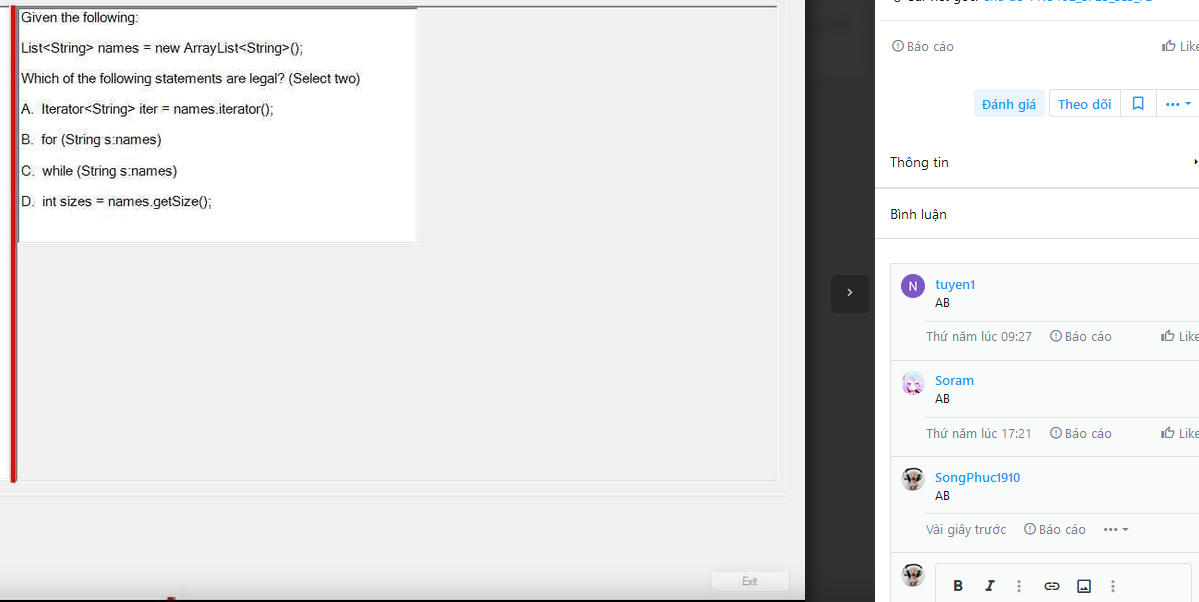 Given the following:
List<String> names = new ArrayList<String>();
Which of the following statements are legal? (Select two)
A. Iterator<String> iter = names.iterator();
B. for (String s:names)
C. while (String s:names)
D. int sizes = names.getSize();
Exit
Báo cáo
Like
Đánh giá
Theo dõi
Thông tin
Bình luận
N
tuyen1
AB
Thứ năm lúc 09:27 Báo cáo Like
Soram
AB
Thứ năm lúc 17:21 Báo cáo Like
SongPhuc1910
AB
Vài giây trước Báo cáo
B I